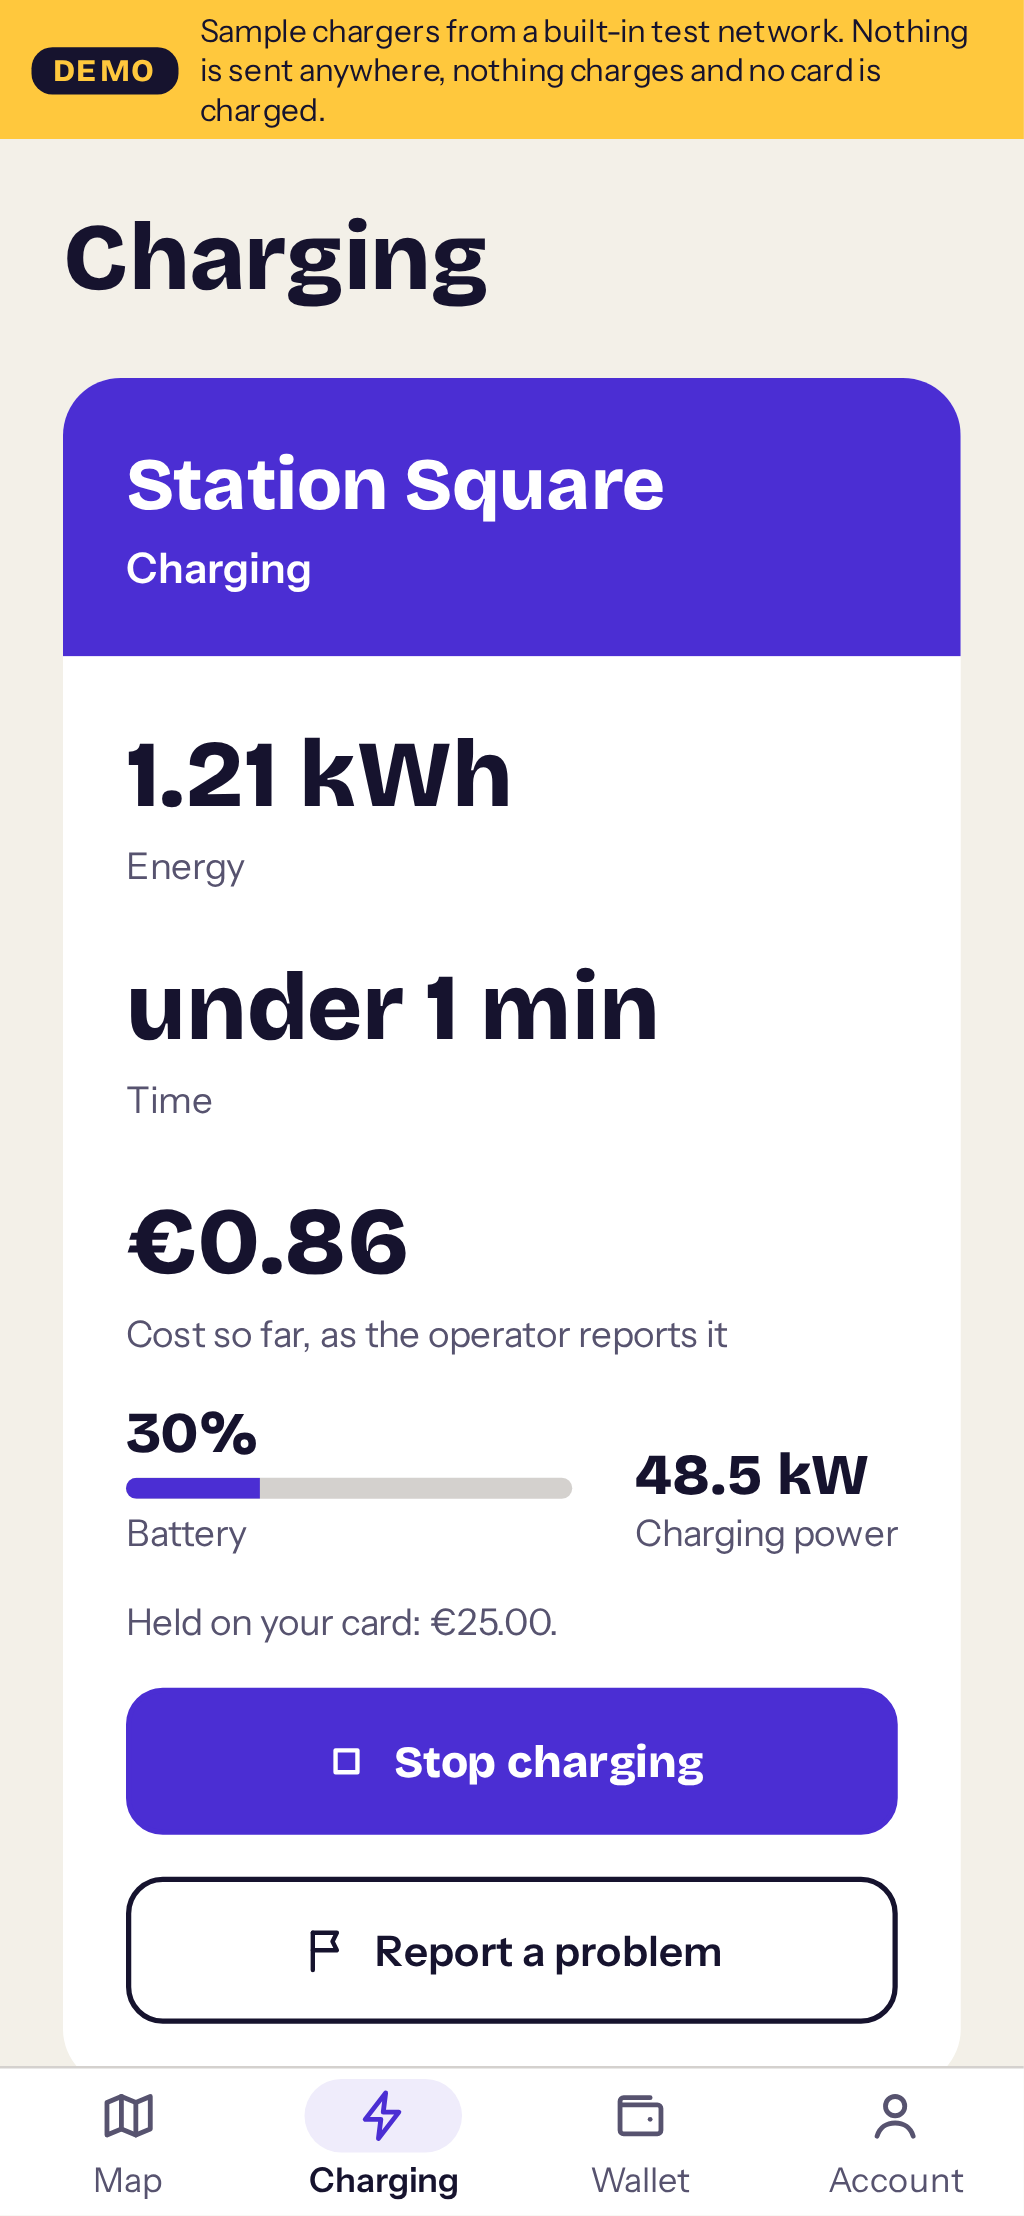 DEMO
Sample chargers from a built-in test network. Nothing
is sent anywhere, nothing charges and no card is
charged.
Charging
Station Square
Charging
1.21 kWh
Energy
under 1 min
Time
€0.86
Cost so far, as the operator reports it
30%
Battery
48.5 kW
Charging power
Held on your card: €25.00.
Stop charging
Report a problem
Map
Charging
Wallet
Account